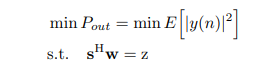 min P_out = min E[|y(n)|²]
s.t. s^H w = z